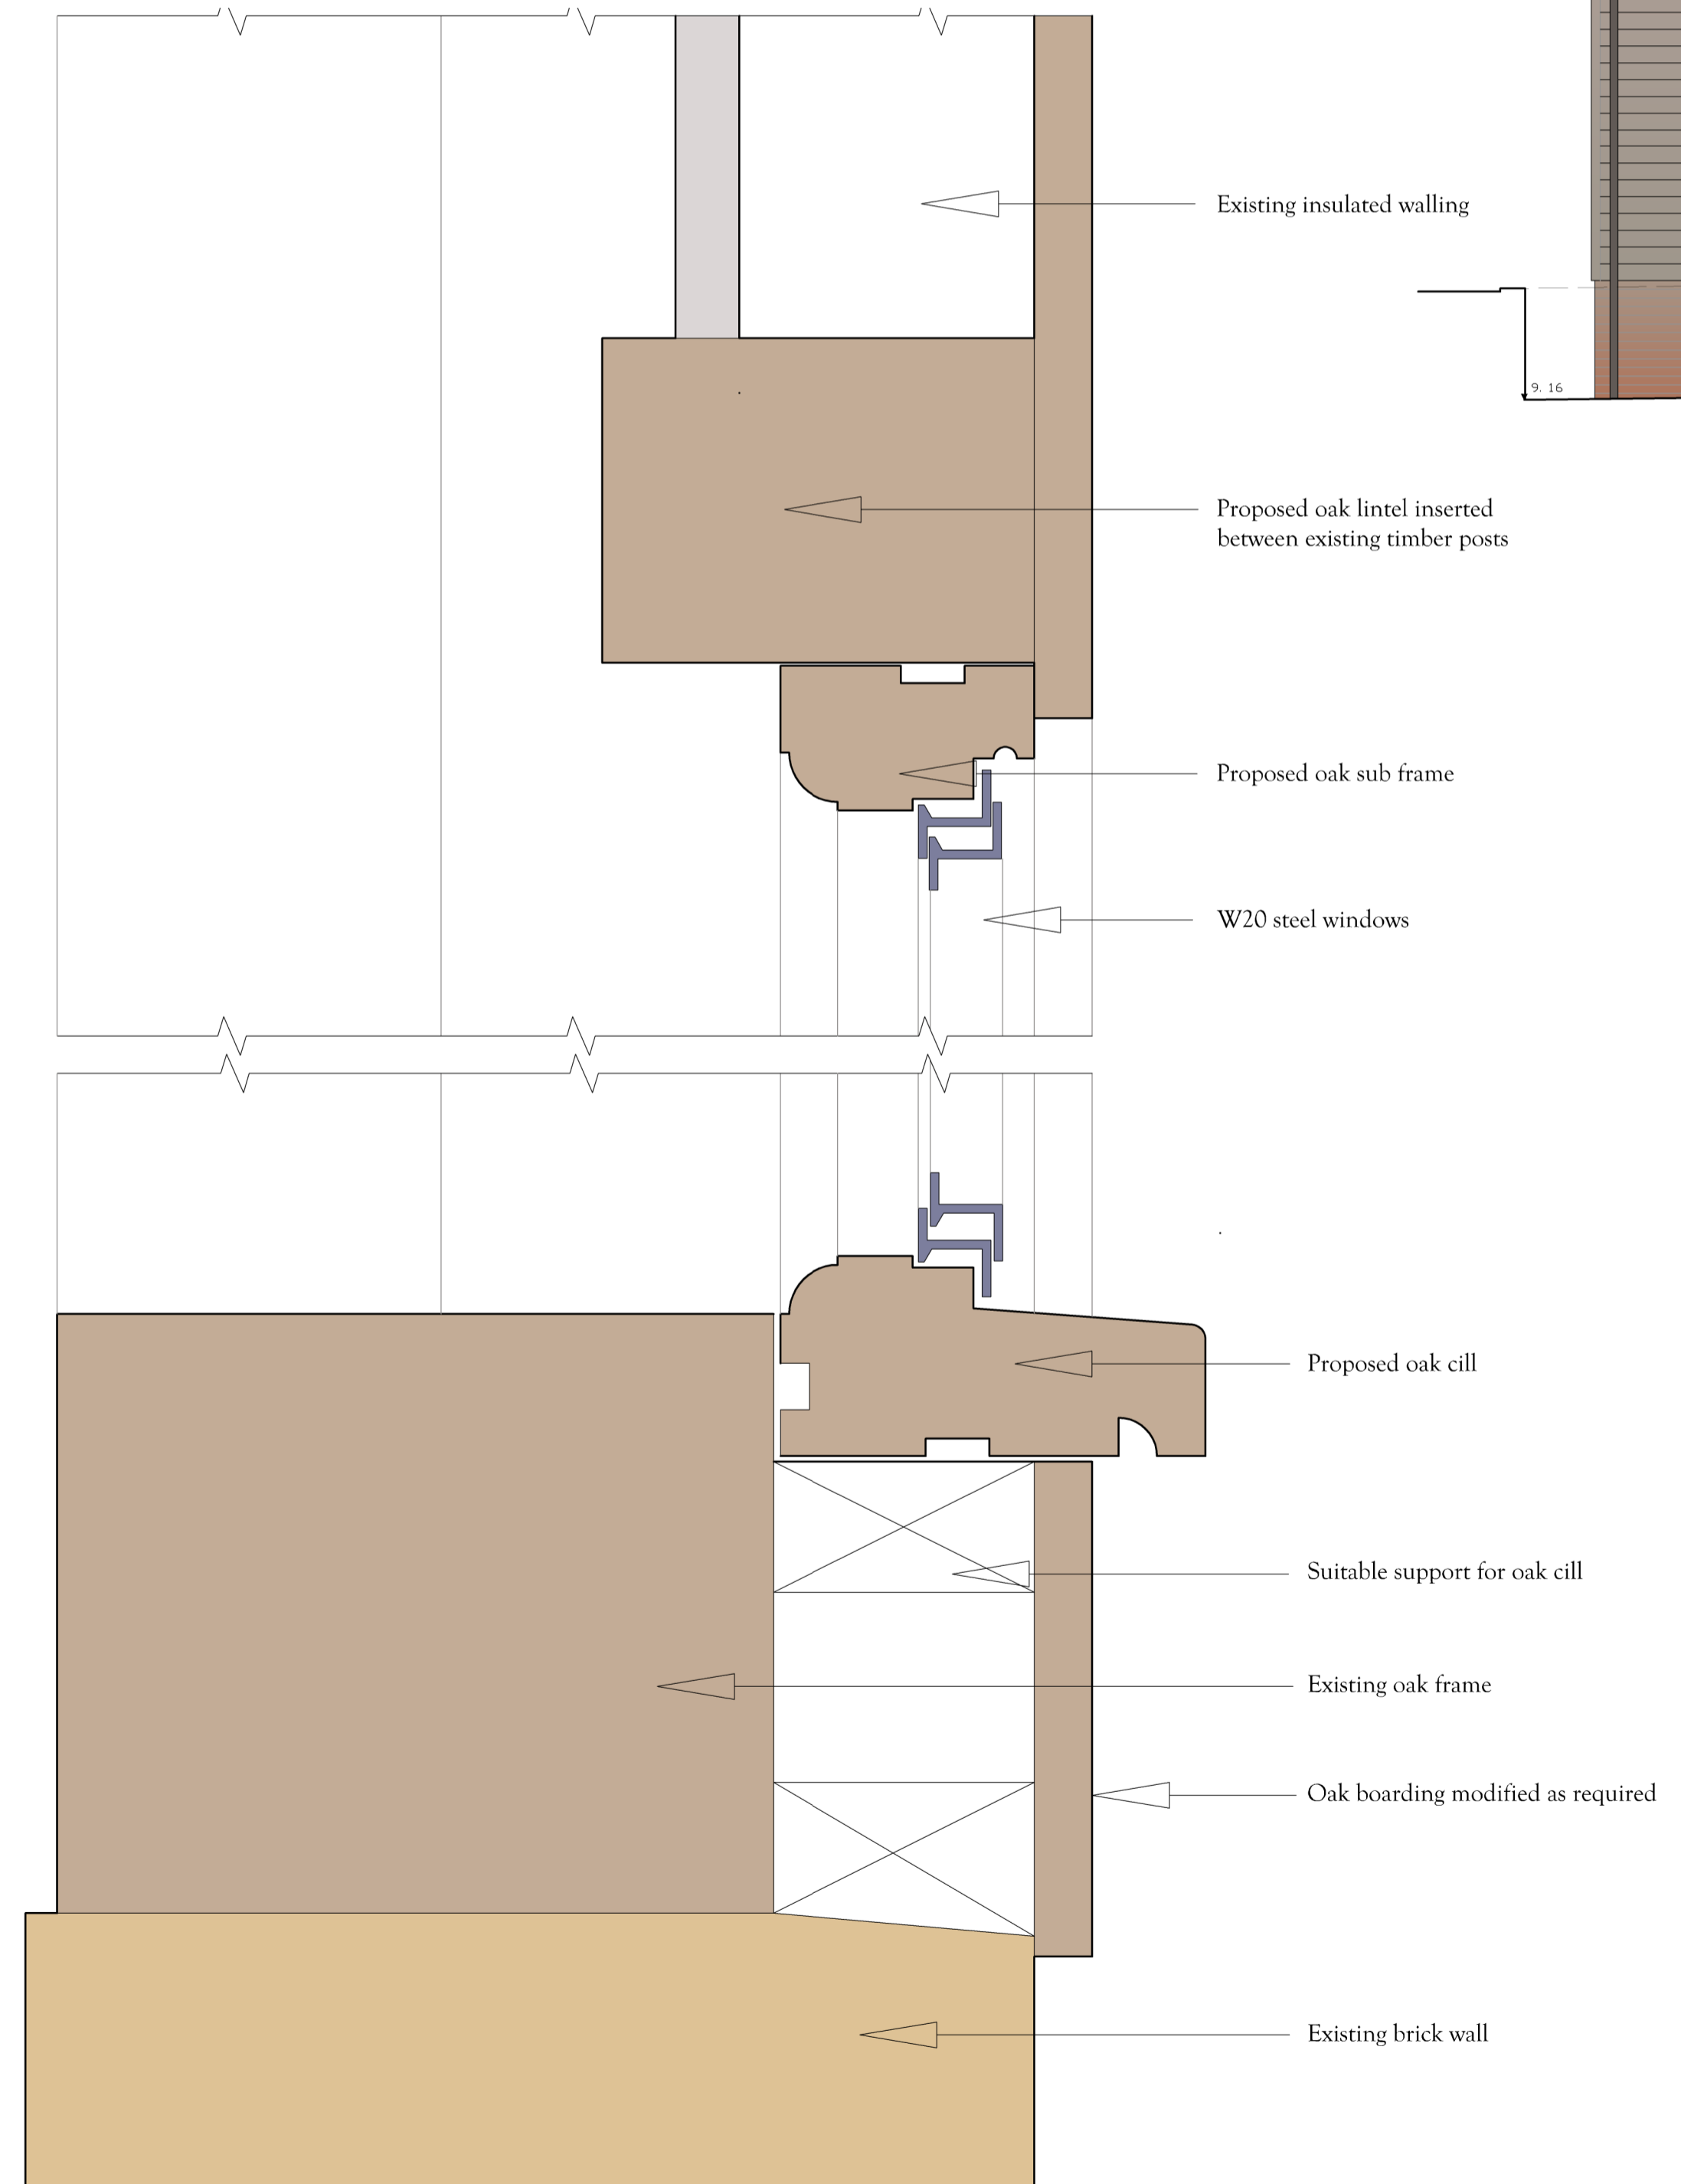 Existing insulated walling
9. 16
Proposed oak lintel inserted
between existing timber posts
Proposed oak sub frame
W20 steel windows
Proposed oak cill
Suitable support for oak cill
Existing oak frame
Oak boarding modified as required
Existing brick wall